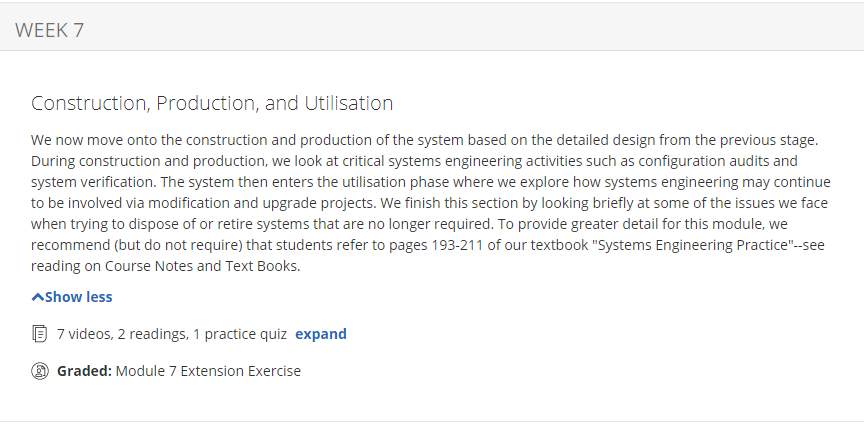 WEEK 7
Construction, Production, and Utilisation
We now move onto the construction and production of the system based on the detailed design from the previous stage.
During construction and production, we look at critical systems engineering activities such as configuration audits and
system verification. The system then enters the utilisation phase where we explore how systems engineering may continue
to be involved via modification and upgrade projects. We finish this section by looking briefly at some of the issues we face
when trying to dispose of or retire systems that are no longer required. To provide greater detail for this module, we
recommend (but do not require) that students refer to pages 193-211 of our textbook "Systems Engineering Practice"--see
reading on Course Notes and Text Books.
Show less
7 videos, 2 readings, 1 practice quiz expand
Graded: Module 7 Extension Exercise